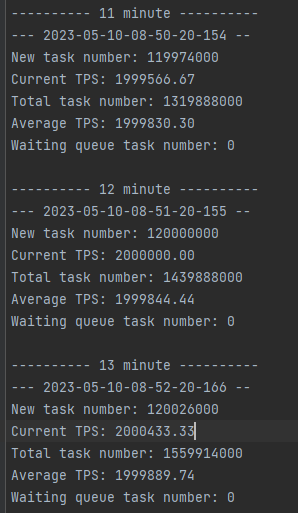 ---------- 11 minute ----------
--- 2023-05-10-08-50-20-154 --
New task number: 119974000
Current TPS: 1999566.67
Total task number: 1319888000
Average TPS: 1999830.30
Waiting queue task number: 0
---------- 12 minute ----------
--- 2023-05-10-08-51-20-155 --
New task number: 120000000
Current TPS: 2000000.00
Total task number: 1439888000
Average TPS: 1999844.44
Waiting queue task number: 0
---------- 13 minute ----------
--- 2023-05-10-08-52-20-166 --
New task number: 120026000
Current TPS: 2000433.33
Total task number: 1559914000
Average TPS: 1999889.74
Waiting queue task number: 0